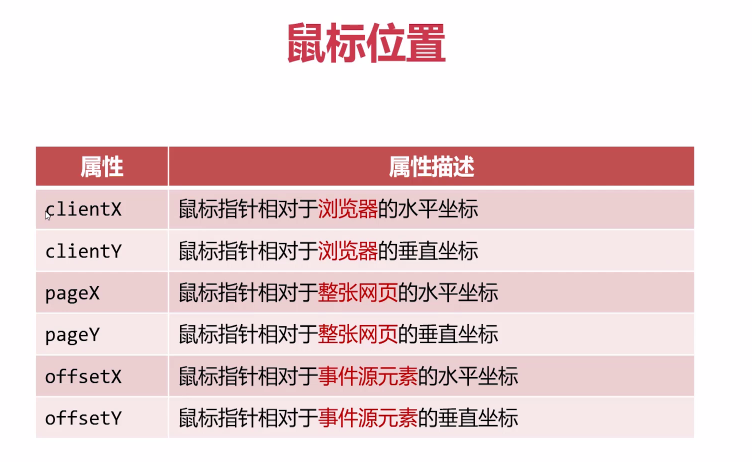 鼠标位置
属性 属性描述
clientX 鼠标指针相对于浏览器的水平坐标
clientY 鼠标指针相对于浏览器的垂直坐标
pageX 鼠标指针相对于整张网页的水平坐标
pageY 鼠标指针相对于整张网页的垂直坐标
offsetX 鼠标指针相对于事件源元素的水平坐标
offsetY 鼠标指针相对于事件源元素的垂直坐标